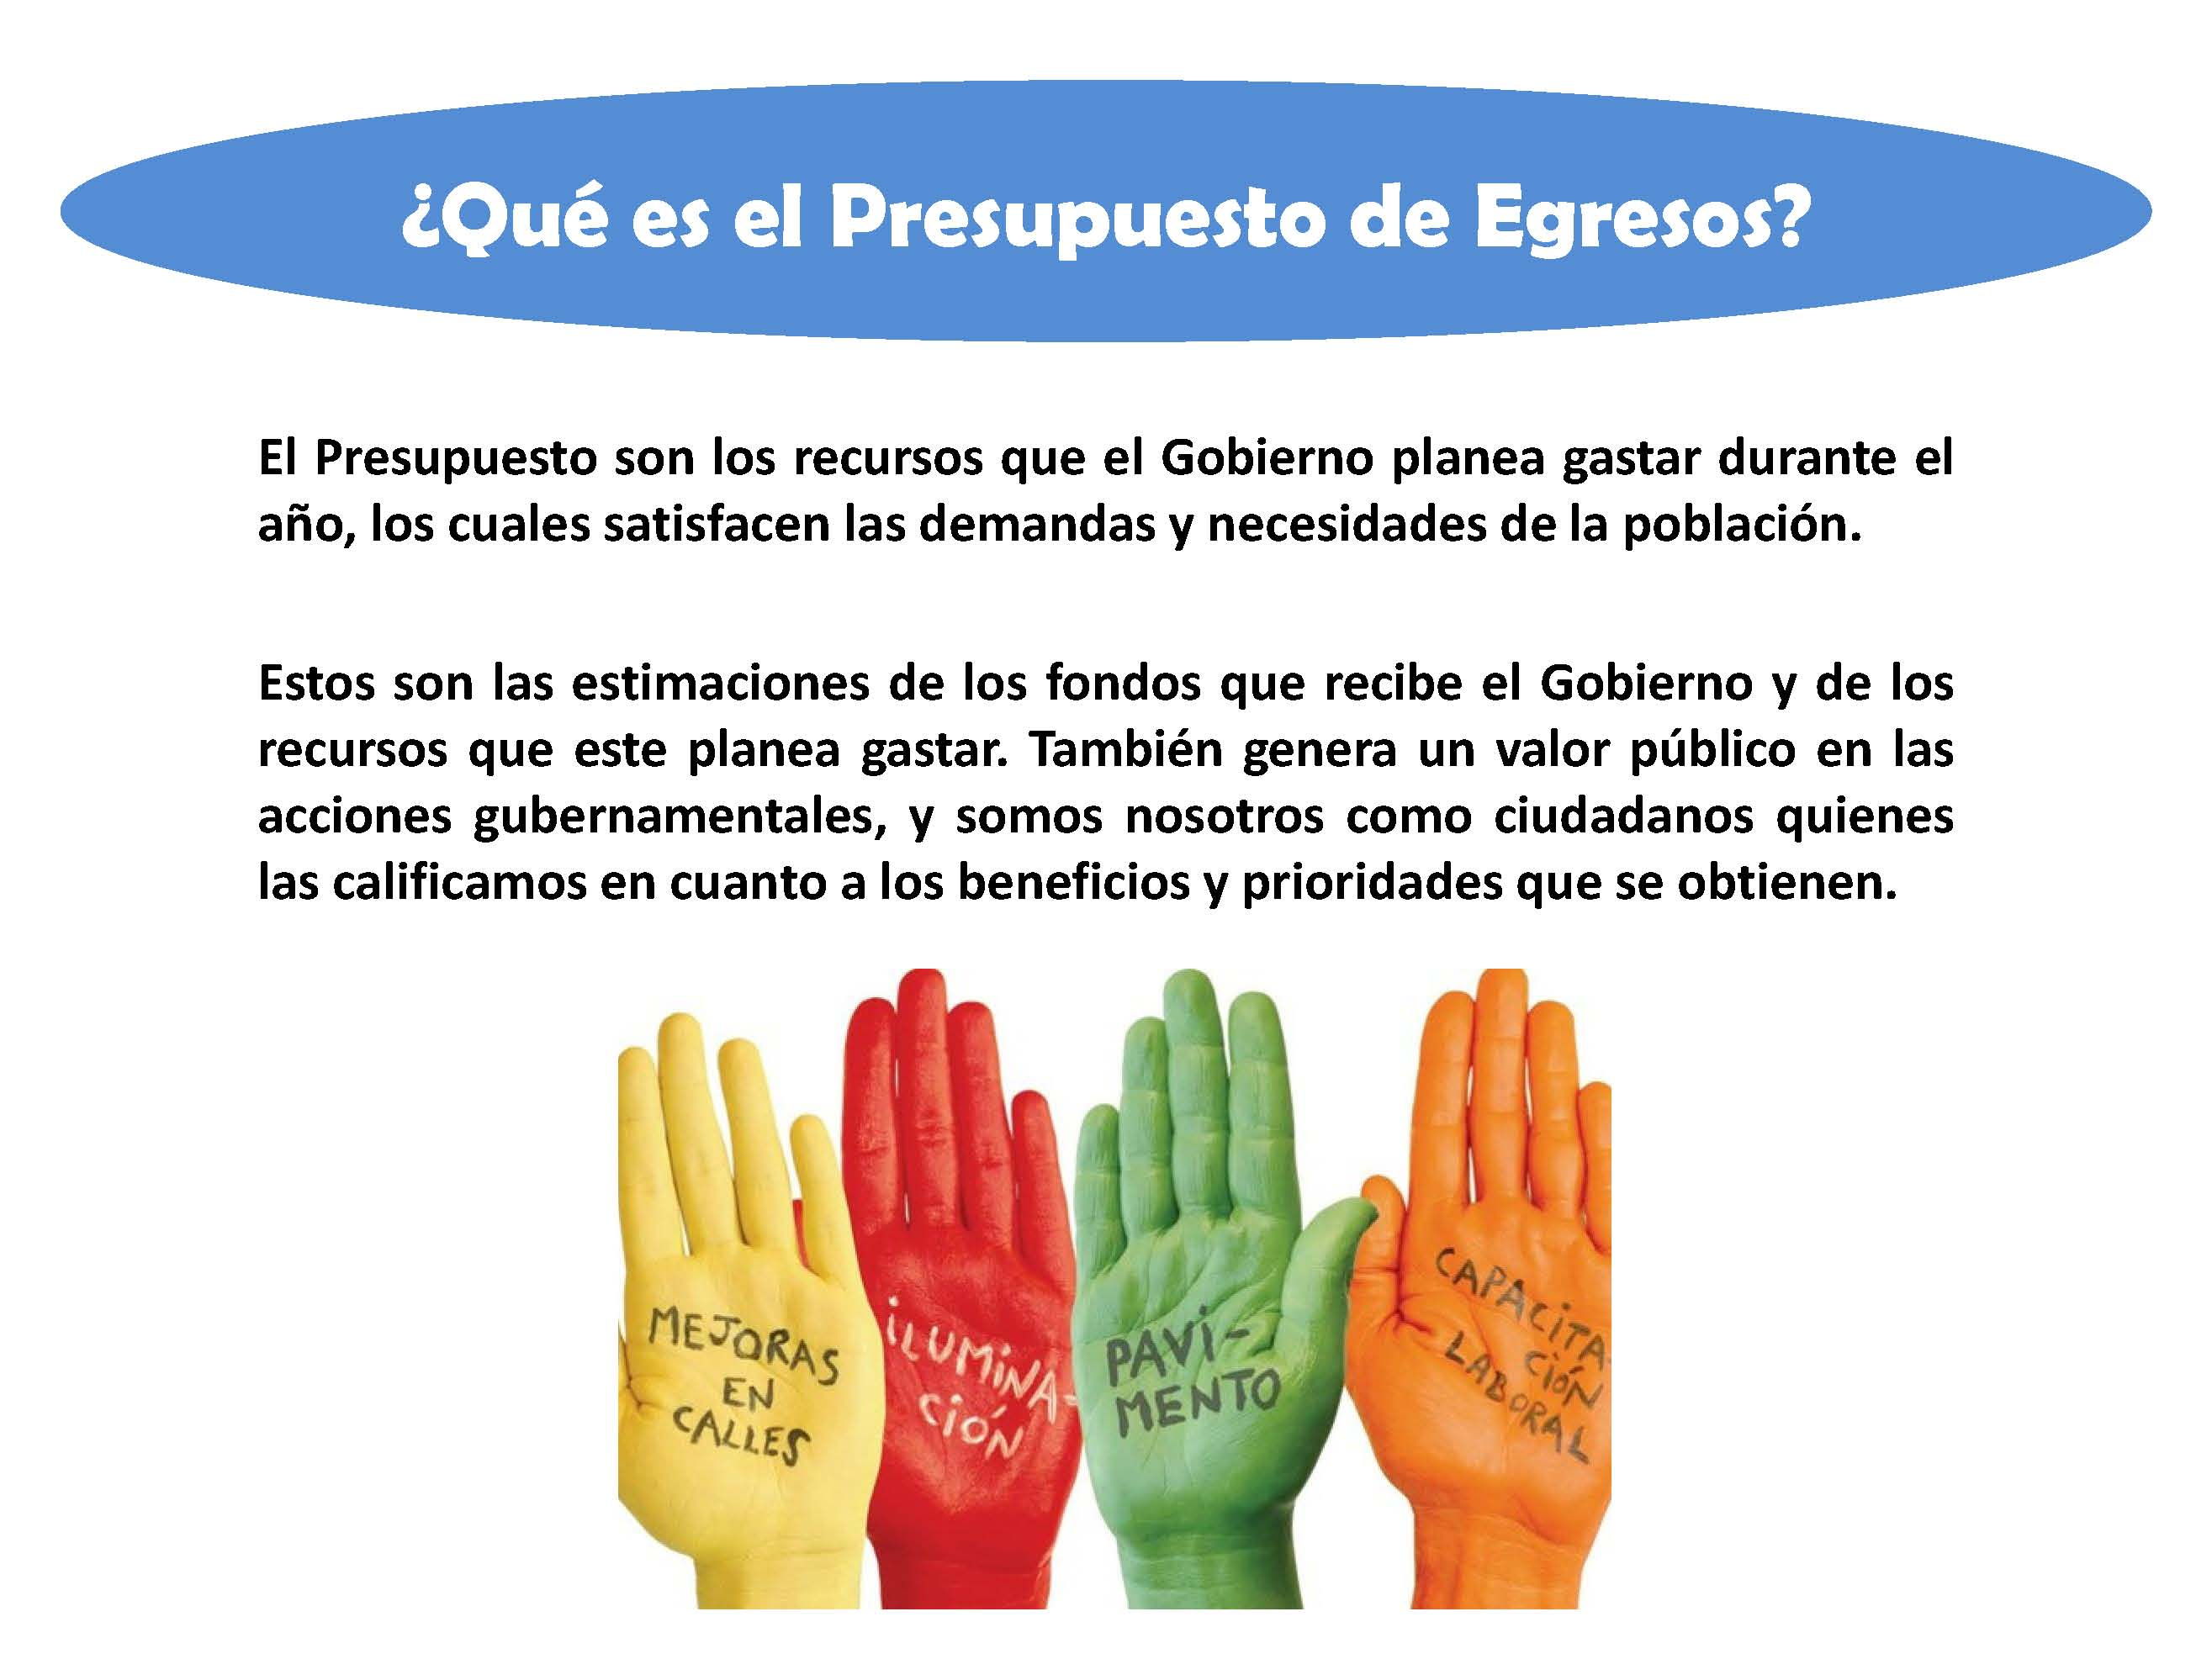 ¿Qué es el Presupuesto de Egresos?
El Presupuesto son los recursos que el Gobierno planea gastar durante el
año, los cuales satisfacen las demandas y necesidades de la población.
Estos son las estimaciones de los fondos que recibe el Gobierno y de los
recursos que este planea gastar. También genera un valor público en las
acciones gubernamentales, y somos nosotros como ciudadanos quienes
las calificamos en cuanto a los beneficios y prioridades que se obtienen.
MEJORAS
EN
CALLES
iLUMiNA-
CiÓN
PAVi-
MENTO
CAPACiTA-
CiÓN
LABORAL